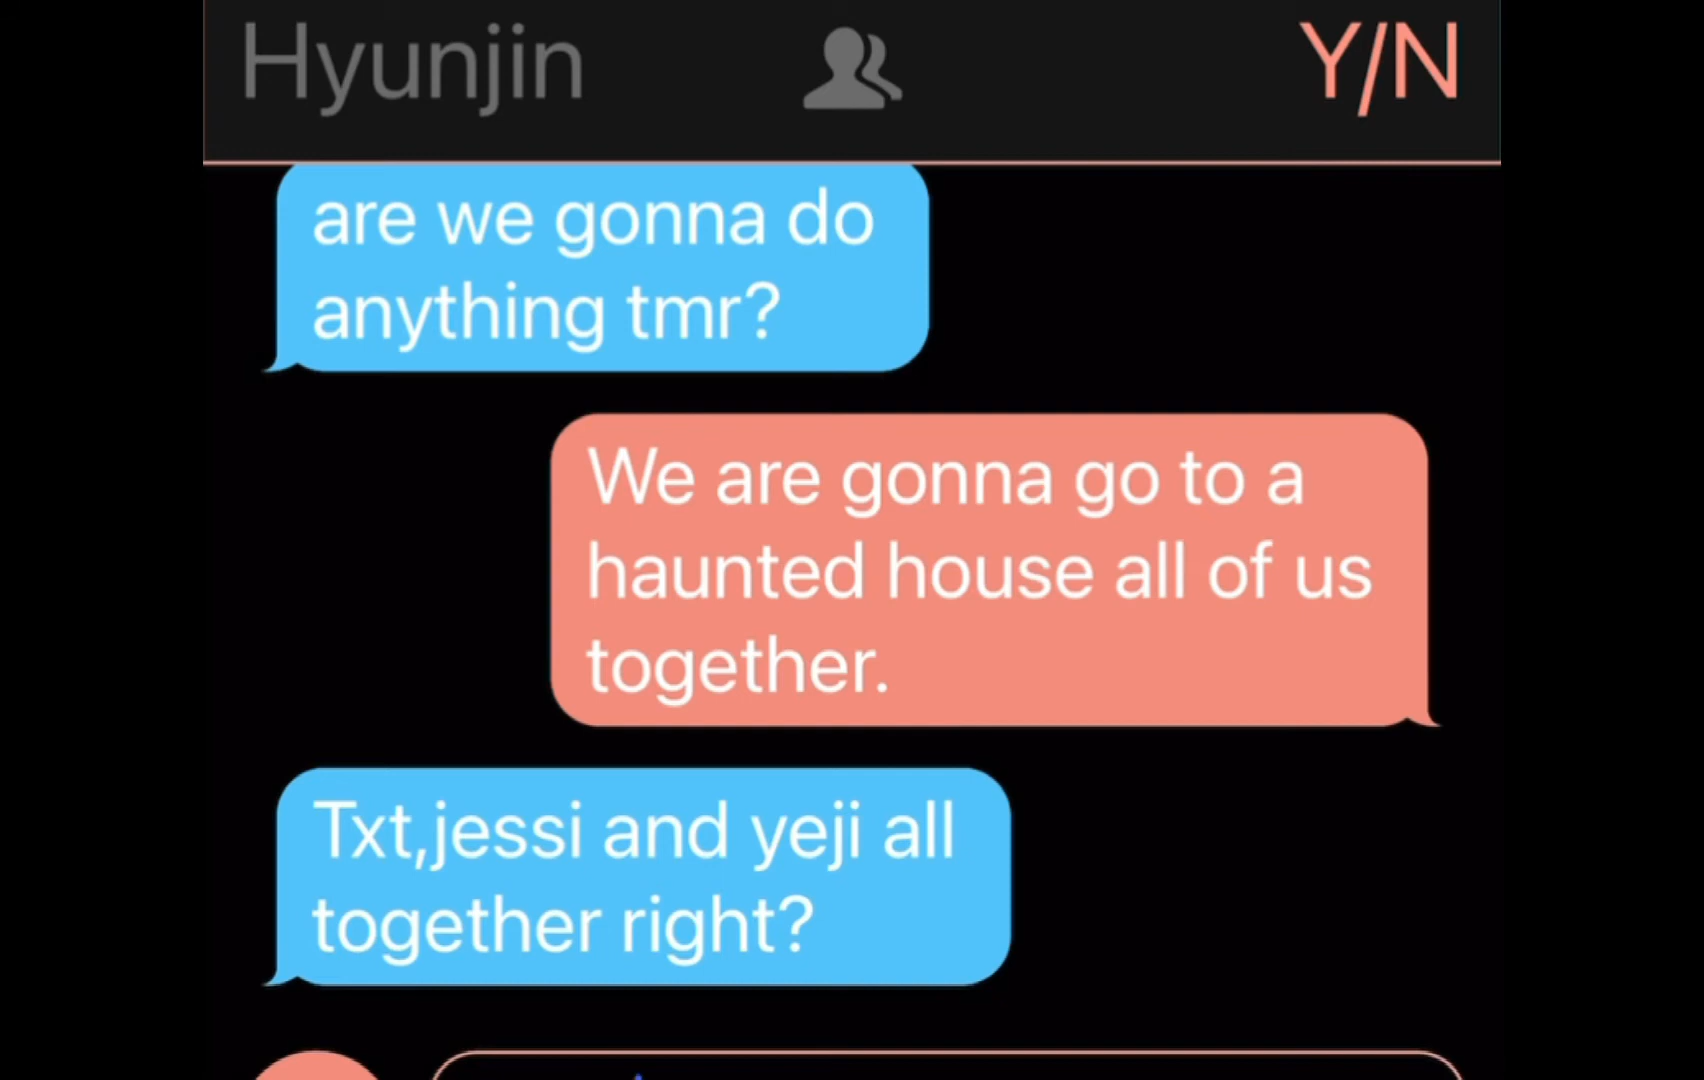 Hyunjin Y/N
are we gonna do
anything tmr?
We are gonna go to a
haunted house all of us
together.
Txt,jessi and yeji all
together right?